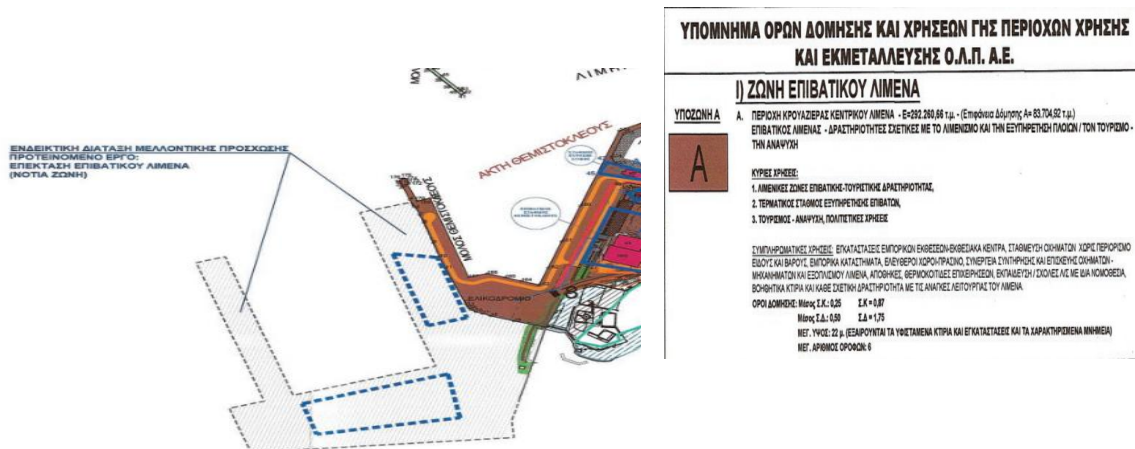 ΕΝΔΕΙΚΤΙΚΗ ΔΙΑΤΑΞΗ ΜΕΛΛΟΝΤΙΚΗΣ ΠΡΟΣΧΩΣΗΣ
ΠΡΟΤΕΙΝΟΜΕΝΟ ΕΡΓΟ:
ΕΠΕΚΤΑΣΗ ΕΠΙΒΑΤΙΚΟΥ ΛΙΜΕΝΑ
(ΝΟΤΙΑ ΖΩΝΗ)
ΑΚΤΗ ΘΕΜΙΣΤΟΚΛΕΟΥΣ
ΜΟΛΟΣ ΘΕΜΙΣΤΟΚΛΕΟΥΣ
ΕΛΙΚΟΔΡΟΜΙΟ
ΥΠΟΜΝΗΜΑ ΟΡΩΝ ΔΟΜΗΣΗΣ ΚΑΙ ΧΡΗΣΕΩΝ ΓΗΣ ΠΕΡΙΟΧΩΝ ΧΡΗΣΗΣ
ΚΑΙ ΕΚΜΕΤΑΛΛΕΥΣΗΣ Ο.Λ.Π. Α.Ε.
Ι) ΖΩΝΗ ΕΠΙΒΑΤΙΚΟΥ ΛΙΜΕΝΑ
ΥΠΟΖΩΝΗ Α
Α
Α. ΠΕΡΙΟΧΗ ΚΡΟΥΑΖΙΕΡΑΣ ΚΕΝΤΡΙΚΟΥ ΛΙΜΕΝΑ - Ε=292.260,66 τ.μ. - (Επιφάνεια Δόμησης Α= 83.704,92 τ.μ.)
ΕΠΙΒΑΤΙΚΟΣ ΛΙΜΕΝΑΣ - ΔΡΑΣΤΗΡΙΟΤΗΤΕΣ ΣΧΕΤΙΚΕΣ ΜΕ ΤΟ ΛΙΜΕΝΙΣΜΟ ΚΑΙ ΤΗΝ ΕΞΥΠΗΡΕΤΗΣΗ ΠΛΟΙΩΝ / ΤΟΝ ΤΟΥΡΙΣΜΟ -
ΤΗΝ ΑΝΑΨΥΧΗ
ΚΥΡΙΕΣ ΧΡΗΣΕΙΣ:
1. ΛΙΜΕΝΙΚΕΣ ΖΩΝΕΣ ΕΠΙΒΑΤΙΚΗΣ-ΤΟΥΡΙΣΤΙΚΗΣ ΔΡΑΣΤΗΡΙΟΤΗΤΑΣ,
2. ΤΕΡΜΑΤΙΚΟΣ ΣΤΑΘΜΟΣ ΕΞΥΠΗΡΕΤΗΣΗΣ ΕΠΙΒΑΤΩΝ,
3. ΤΟΥΡΙΣΜΟΣ - ΑΝΑΨΥΧΗ, ΠΟΛΙΤΙΣΤΙΚΕΣ ΧΡΗΣΕΙΣ
ΣΥΜΠΛΗΡΩΜΑΤΙΚΕΣ ΧΡΗΣΕΙΣ: ΕΓΚΑΤΑΣΤΑΣΕΙΣ ΕΜΠΟΡΙΚΩΝ ΕΚΘΕΣΕΩΝ-ΕΚΘΕΣΙΑΚΑ ΚΕΝΤΡΑ, ΣΤΑΘΜΕΥΣΗ ΟΧΗΜΑΤΩΝ ΧΩΡΙΣ ΠΕΡΙΟΡΙΣΜΟ
ΕΙΔΟΥΣ ΚΑΙ ΒΑΡΟΥΣ, ΕΜΠΟΡΙΚΑ ΚΑΤΑΣΤΗΜΑΤΑ, ΕΛΕΥΘΕΡΟΙ ΧΩΡΟΙ-ΠΡΑΣΙΝΟ, ΣΥΝΕΡΓΕΙΑ ΣΥΝΤΗΡΗΣΗΣ ΚΑΙ ΕΠΙΣΚΕΥΗΣ ΟΧΗΜΑΤΩΝ -
ΜΗΧΑΝΗΜΑΤΩΝ ΚΑΙ ΕΞΟΠΛΙΣΜΟΥ ΛΙΜΕΝΑ, ΑΠΟΘΗΚΕΣ, ΘΕΡΜΟΚΟΙΤΙΔΕΣ ΕΠΙΧΕΙΡΗΣΕΩΝ, ΕΚΠΑΙΔΕΥΣΗ / ΣΧΟΛΕΣ ΛΙΣ ΜΕ ΙΔΙΑ ΝΟΜΟΘΕΣΙΑ,
ΒΟΗΘΗΤΙΚΑ ΚΤΙΡΙΑ ΚΑΙ ΚΑΘΕ ΣΧΕΤΙΚΗ ΔΡΑΣΤΗΡΙΟΤΗΤΑ ΜΕ ΤΙΣ ΑΝΑΓΚΕΣ ΛΕΙΤΟΥΡΓΙΑΣ ΤΟΥ ΛΙΜΕΝΑ.
ΟΡΟΙ ΔΟΜΗΣΗΣ: Μέσος Σ.Κ.: 0,25 Σ.Κ = 0,87
Μέσος Σ.Δ.: 0,50 Σ.Δ = 1,75
ΜΕΓ. ΥΨΟΣ: 22 μ. (ΕΞΑΙΡΟΥΝΤΑΙ ΤΑ ΥΦΙΣΤΑΜΕΝΑ ΚΤΙΡΙΑ ΚΑΙ ΕΓΚΑΤΑΣΤΑΣΕΙΣ ΚΑΙ ΤΑ ΧΑΡΑΚΤΗΡΙΣΜΕΝΑ ΜΝΗΜΕΙΑ)
ΜΕΓ. ΑΡΙΘΜΟΣ ΟΡΟΦΩΝ: 6